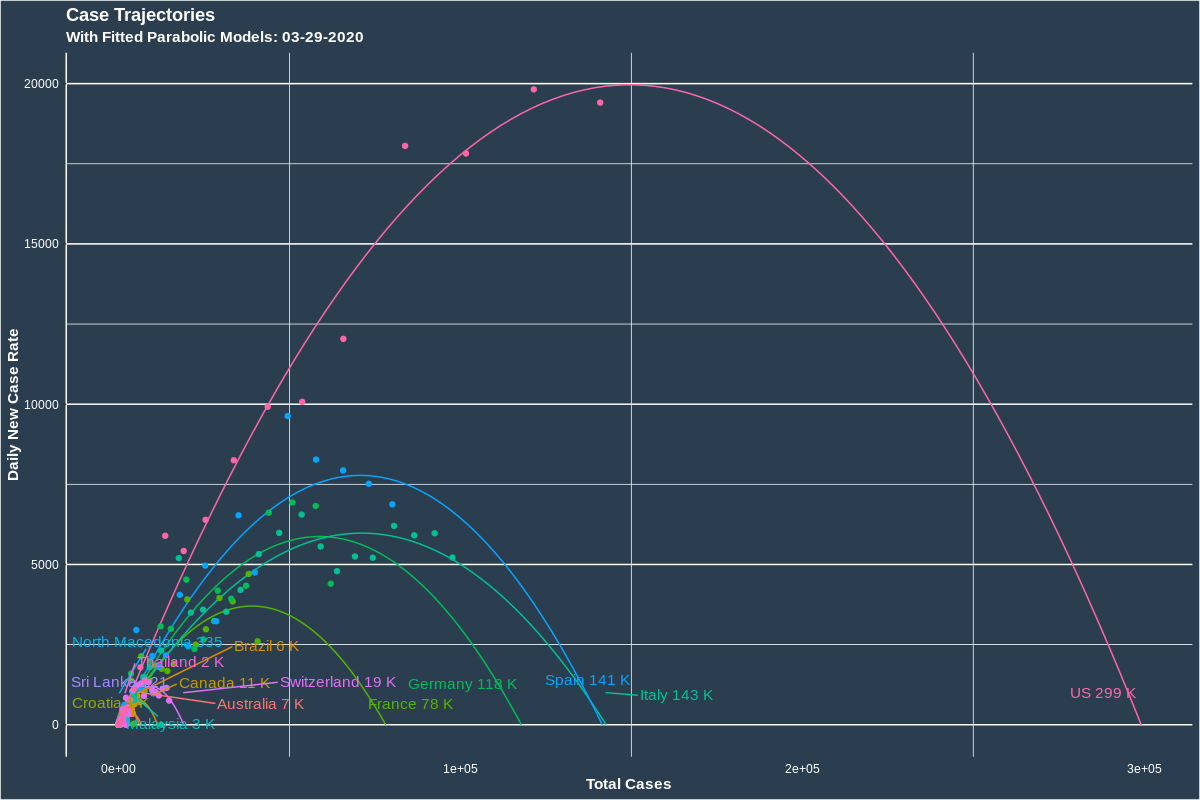 Case Trajectories
With Fitted Parabolic Models: 03-29-2020
Daily New Case Rate
20000
15000
10000
5000
0
North Macedonia 335
Brazil 6 K
Thailand 2 K
Sri Lanka 121
Canada 11 K
Switzerland 19 K
Germany 118 K
Spain 141 K
Italy 143 K
US 299 K
Croatia
Australia 7 K
France 78 K
Malaysia 3 K
0e+00
1e+05
2e+05
3e+05
Total Cases